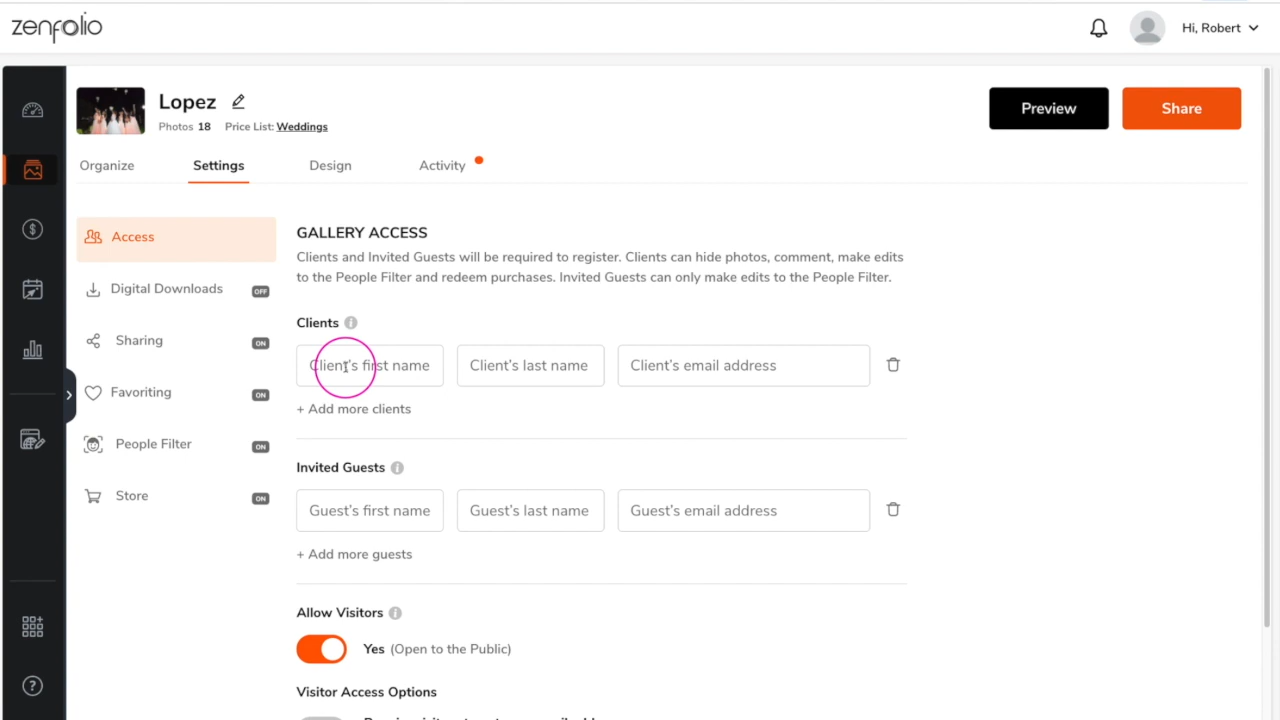 zenfolio
Hi, Robert
Lopez
Photos 18 Price List: Weddings
Preview
Share
Organize
Settings
Design
Activity
Access
Digital Downloads OFF
Sharing ON
Favoriting ON
People Filter ON
Store ON
GALLERY ACCESS
Clients and Invited Guests will be required to register. Clients can hide photos, comment, make edits
to the People Filter and redeem purchases. Invited Guests can only make edits to the People Filter.
Clients
Client's first name Client's last name Client's email address
+ Add more clients
Invited Guests
Guest's first name Guest's last name Guest's email address
+ Add more guests
Allow Visitors
Yes (Open to the Public)
Visitor Access Options